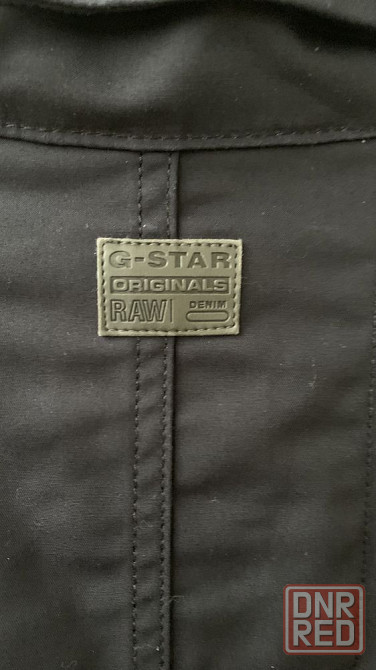 G-STAR
ORIGINALS
RAW DENIM
DNR
RED